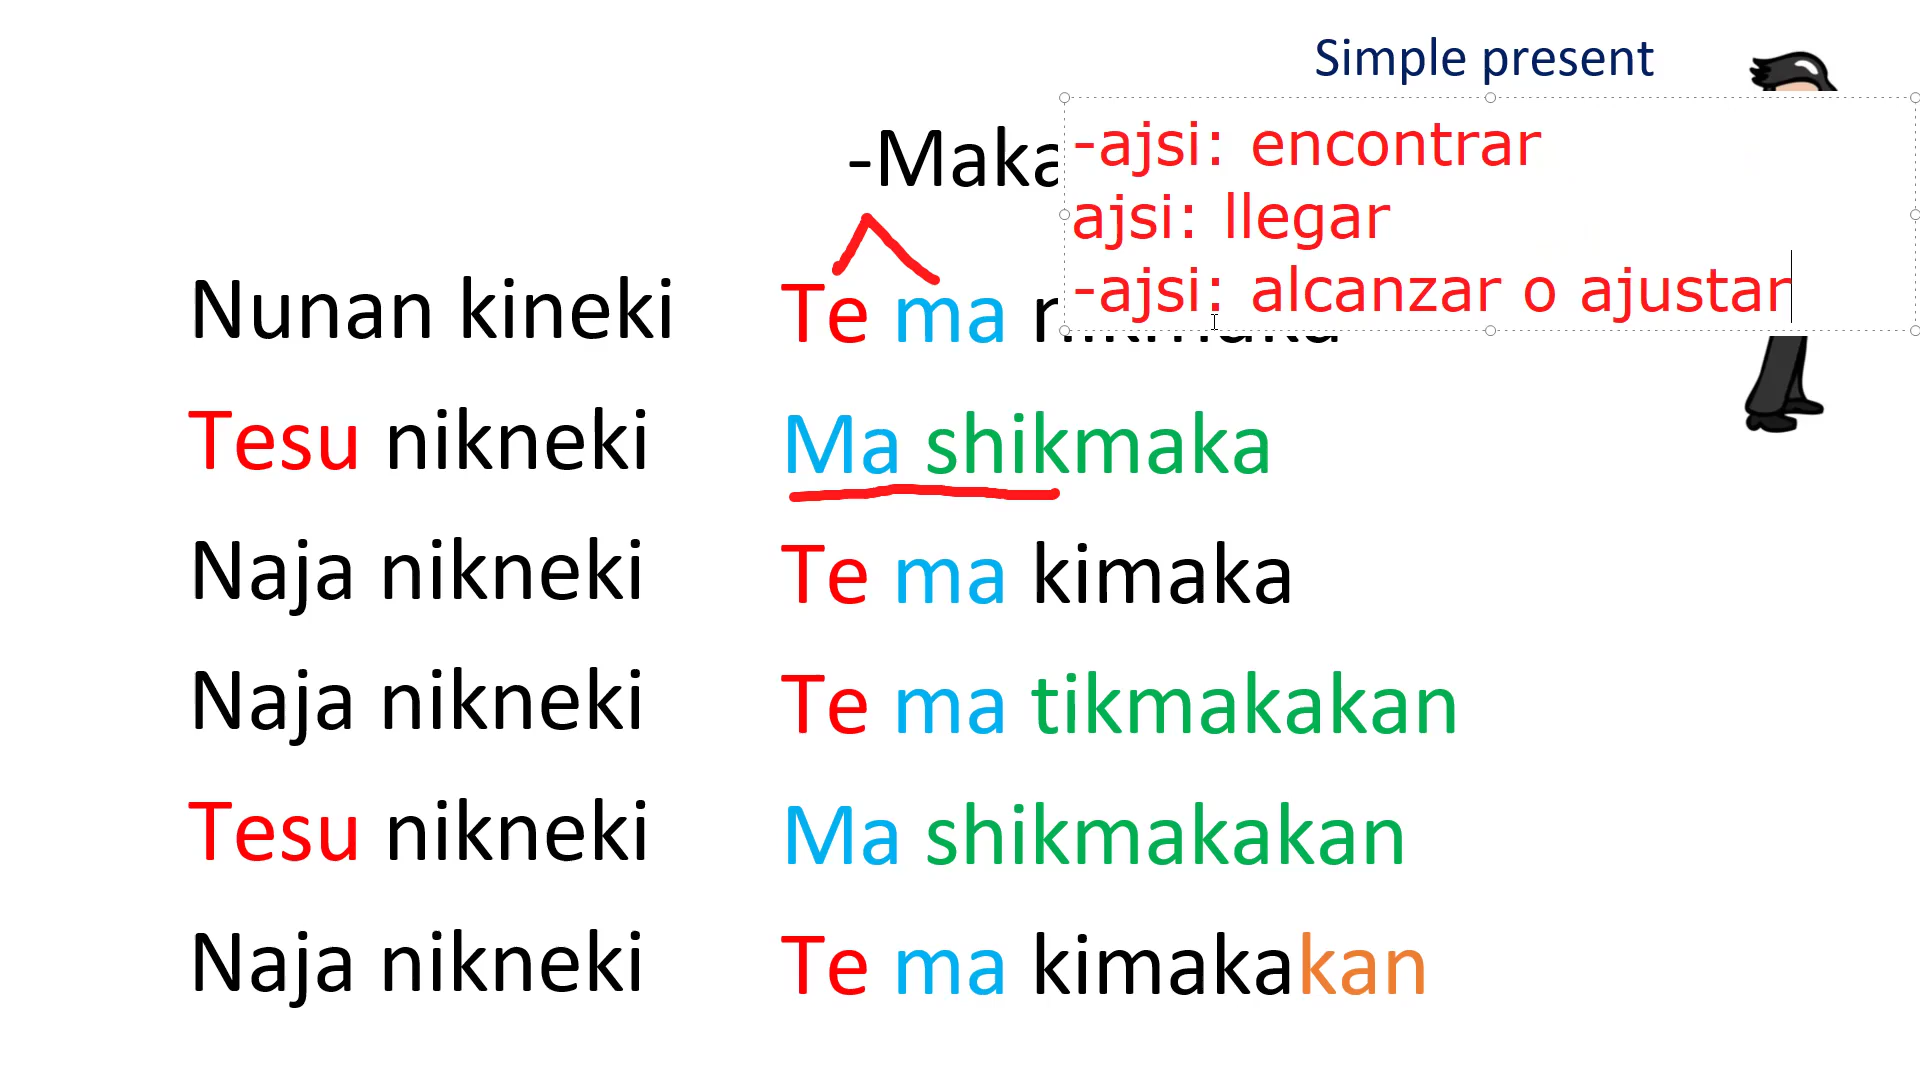 Simple present
-Maka
-ajsi: encontrar
ajsi: llegar
-ajsi: alcanzar o ajustar
Nunan kineki Te ma nikmaka
Tesu nikneki Ma shikmaka
Naja nikneki Te ma kimaka
Naja nikneki Te ma tikmakakan
Tesu nikneki Ma shikmakakan
Naja nikneki Te ma kimakakan